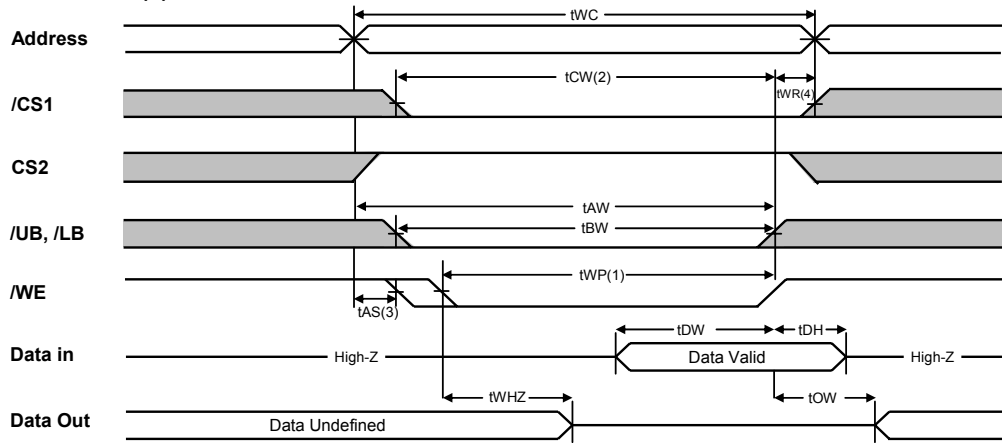 tWC
Address
tCW(2)
tWR(4)
/CS1
CS2
tAW
/UB, /LB
tBW
tWP(1)
/WE
tAS(3)
tDW
tDH
Data in
High-Z
Data Valid
High-Z
tWHZ
tOW
Data Out
Data Undefined